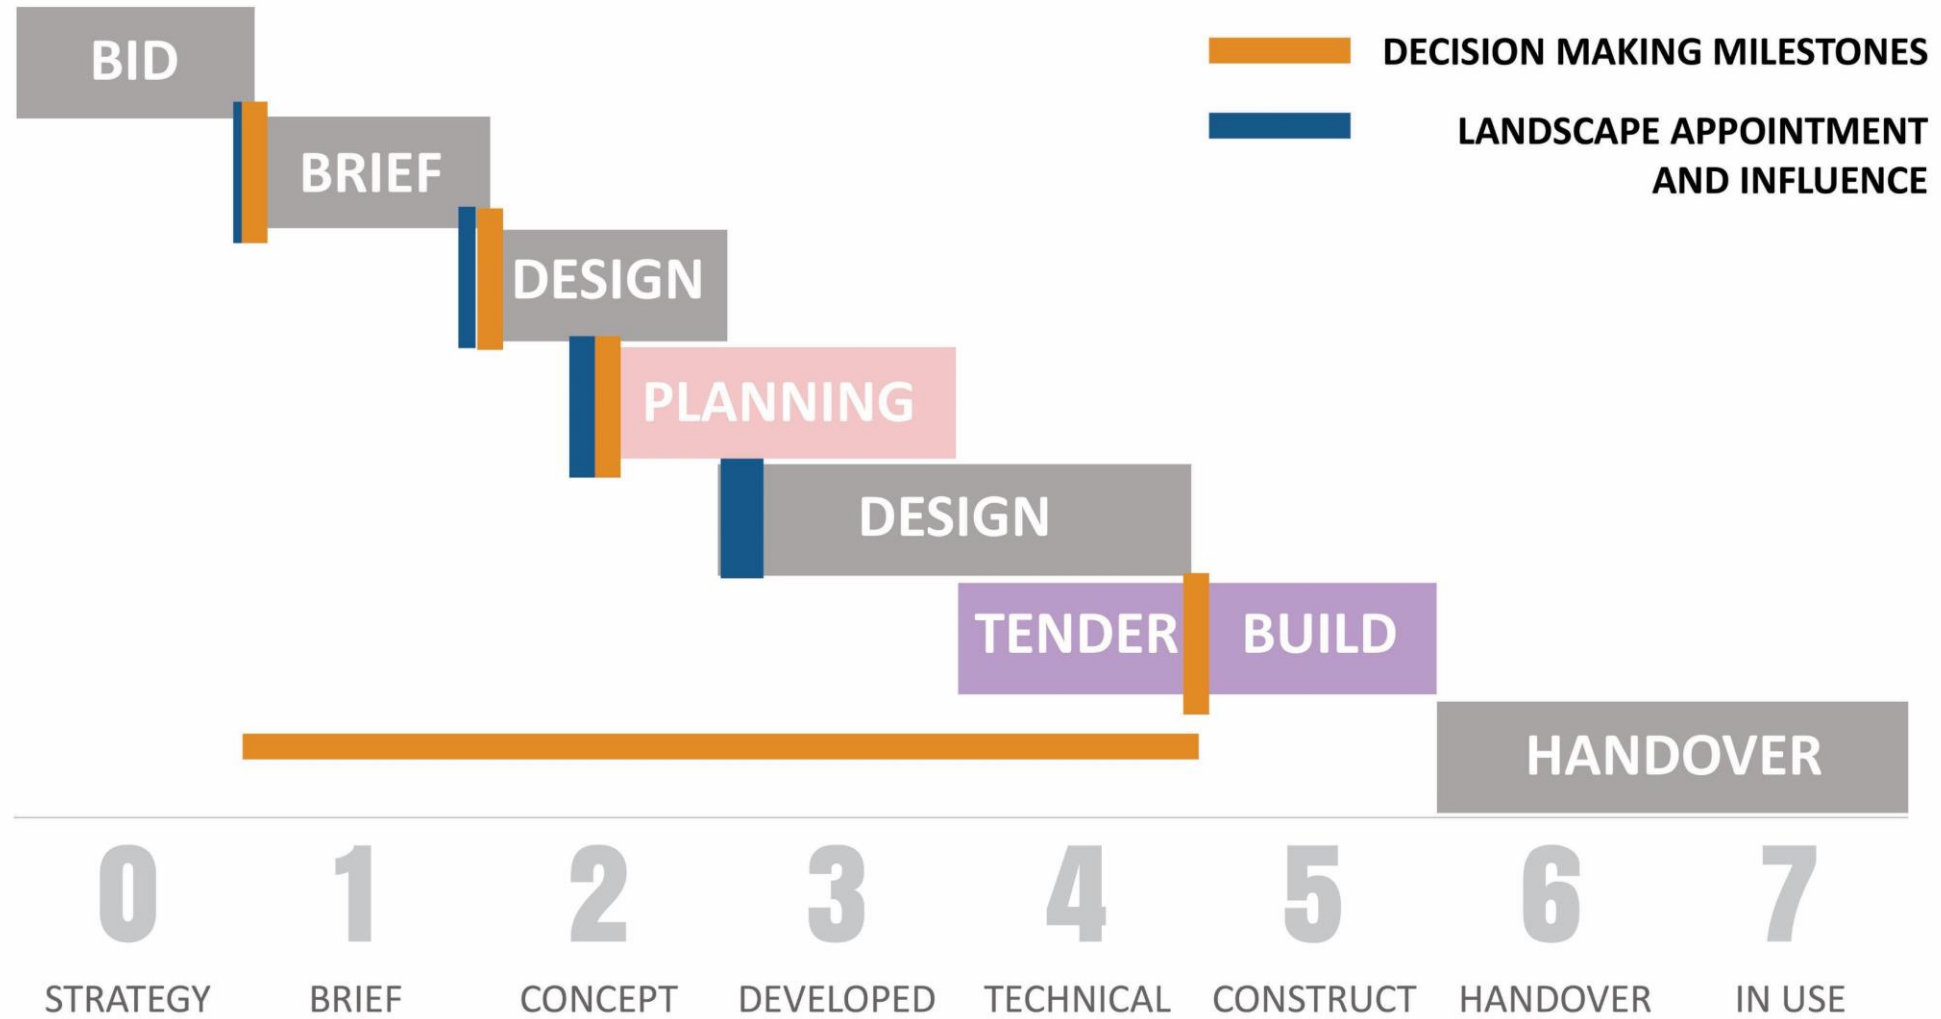 BID
DECISION MAKING MILESTONES
LANDSCAPE APPOINTMENT
AND INFLUENCE
BRIEF
DESIGN
PLANNING
DESIGN
TENDER BUILD
HANDOVER
0 1 2 3 4 5 6 7
STRATEGY BRIEF CONCEPT DEVELOPED TECHNICAL CONSTRUCT HANDOVER IN USE